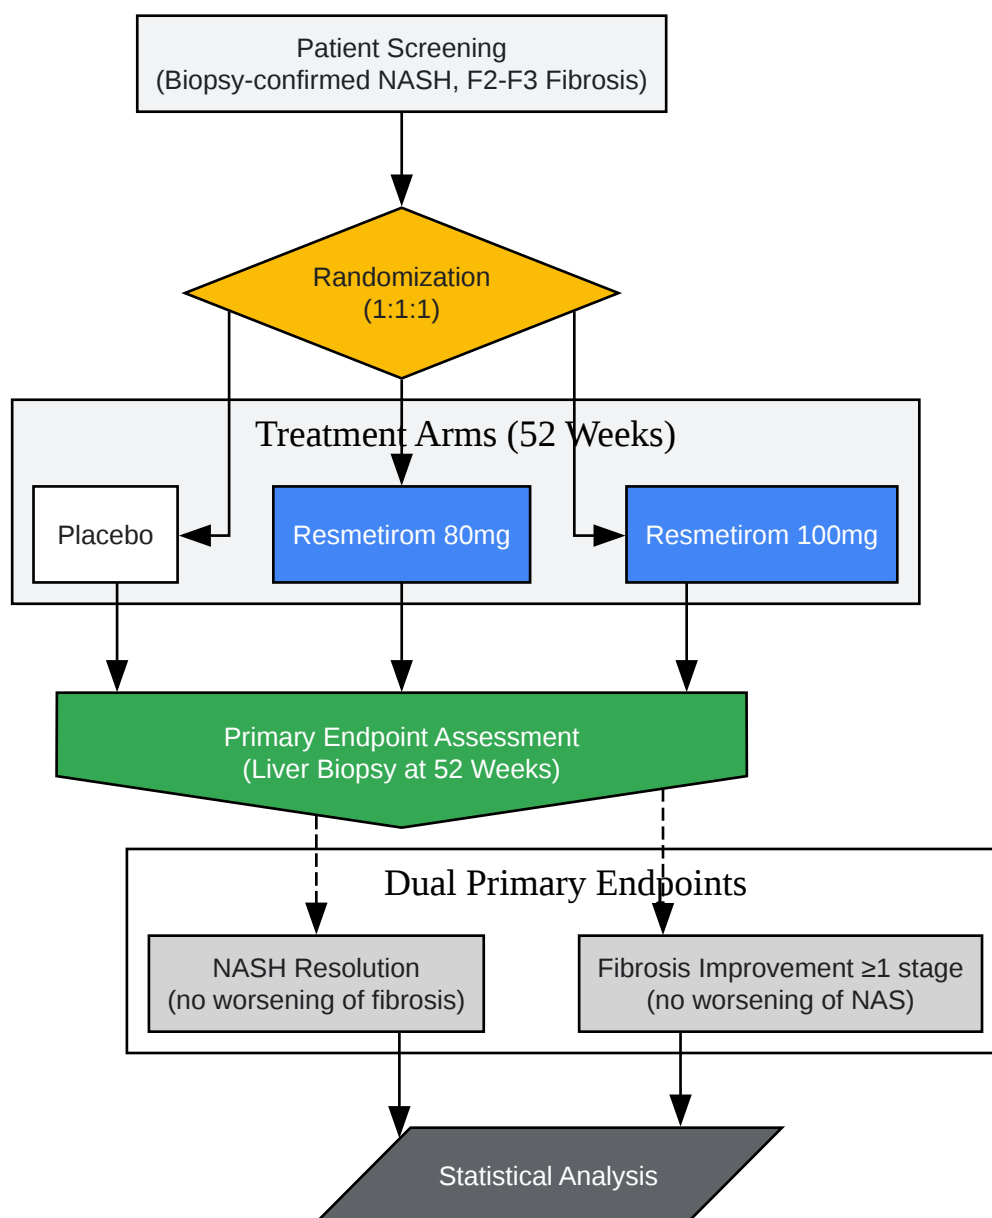 Patient Screening
(Biopsy-confirmed NASH, F2-F3 Fibrosis)
Randomization
(1:1:1)
Treatment Arms (52 Weeks)
Placebo
Resmetirom 80mg
Resmetirom 100mg
Primary Endpoint Assessment
(Liver Biopsy at 52 Weeks)
Dual Primary Endpoints
NASH Resolution
(no worsening of fibrosis)
Fibrosis Improvement ≥1 stage
(no worsening of NAS)
Statistical Analysis